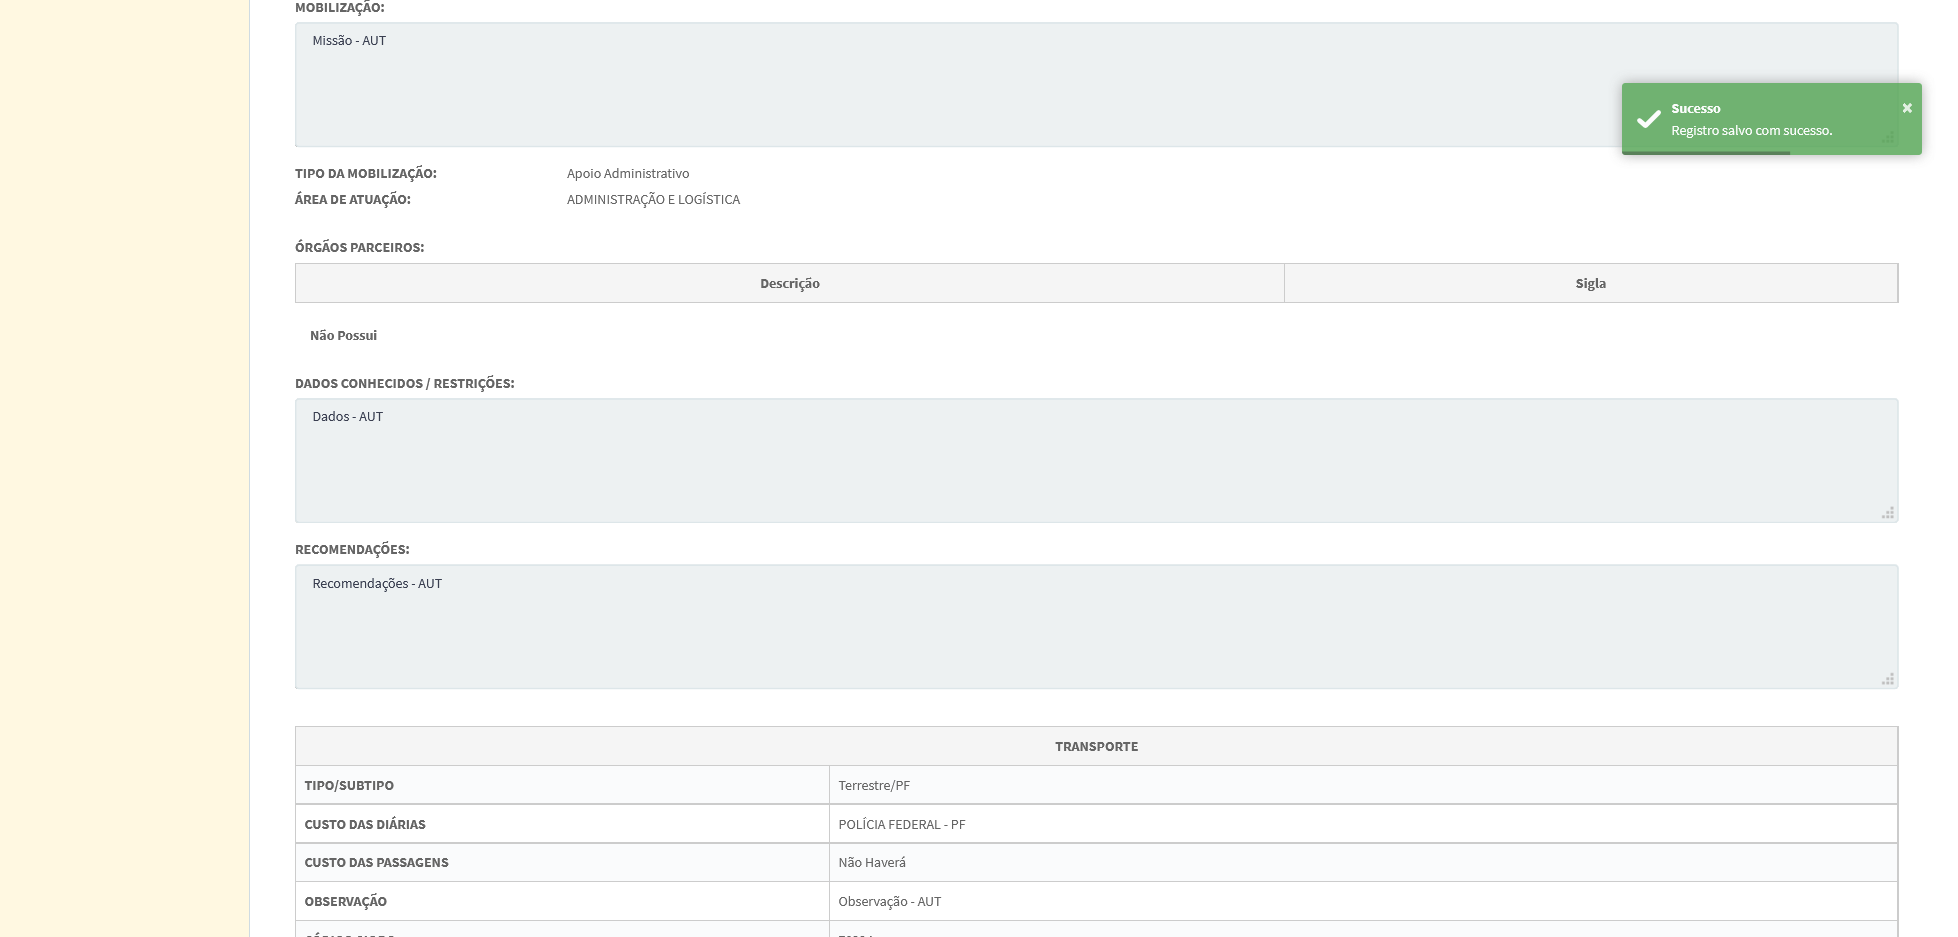 MOBILIZAÇÃO:
Missão - AUT
Sucesso
Registro salvo com sucesso.
TIPO DA MOBILIZAÇÃO: Apoio Administrativo
ÁREA DE ATUAÇÃO: ADMINISTRAÇÃO E LOGÍSTICA
ÓRGÃOS PARCEIROS:
Descrição Sigla
Não Possui
DADOS CONHECIDOS / RESTRIÇÕES:
Dados - AUT
RECOMENDAÇÕES:
Recomendações - AUT
TRANSPORTE
TIPO/SUBTIPO Terrestre/PF
CUSTO DAS DIÁRIAS POLÍCIA FEDERAL - PF
CUSTO DAS PASSAGENS Não Haverá
OBSERVAÇÃO Observação - AUT